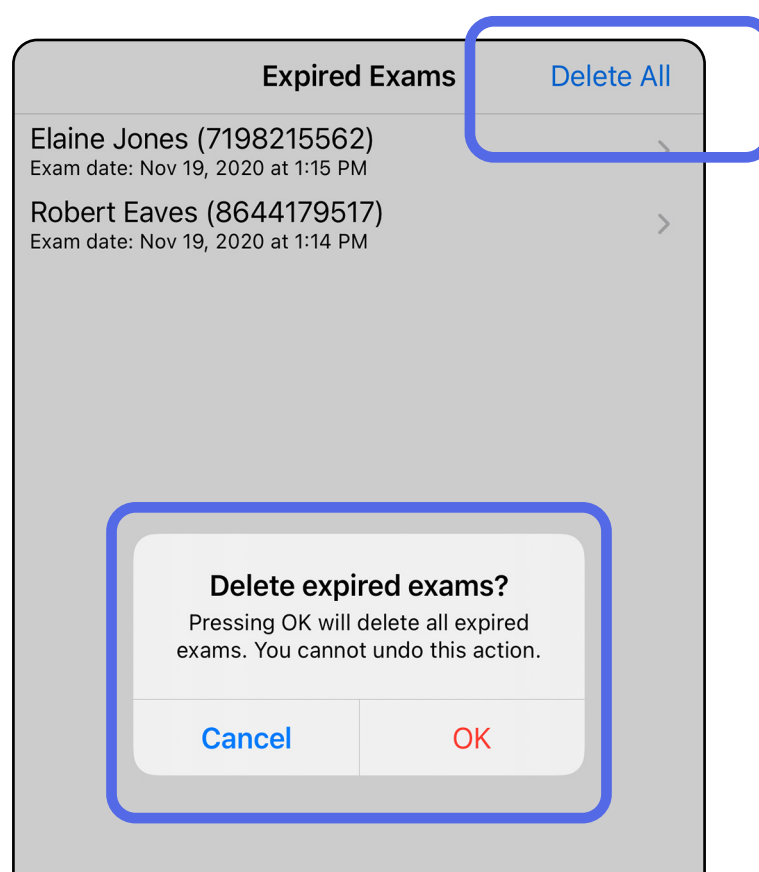 Expired Exams Delete All
Elaine Jones (7198215562)
Exam date: Nov 19, 2020 at 1:15 PM
Robert Eaves (8644179517)
Exam date: Nov 19, 2020 at 1:14 PM
Delete expired exams?
Pressing OK will delete all expired
exams. You cannot undo this action.
Cancel OK